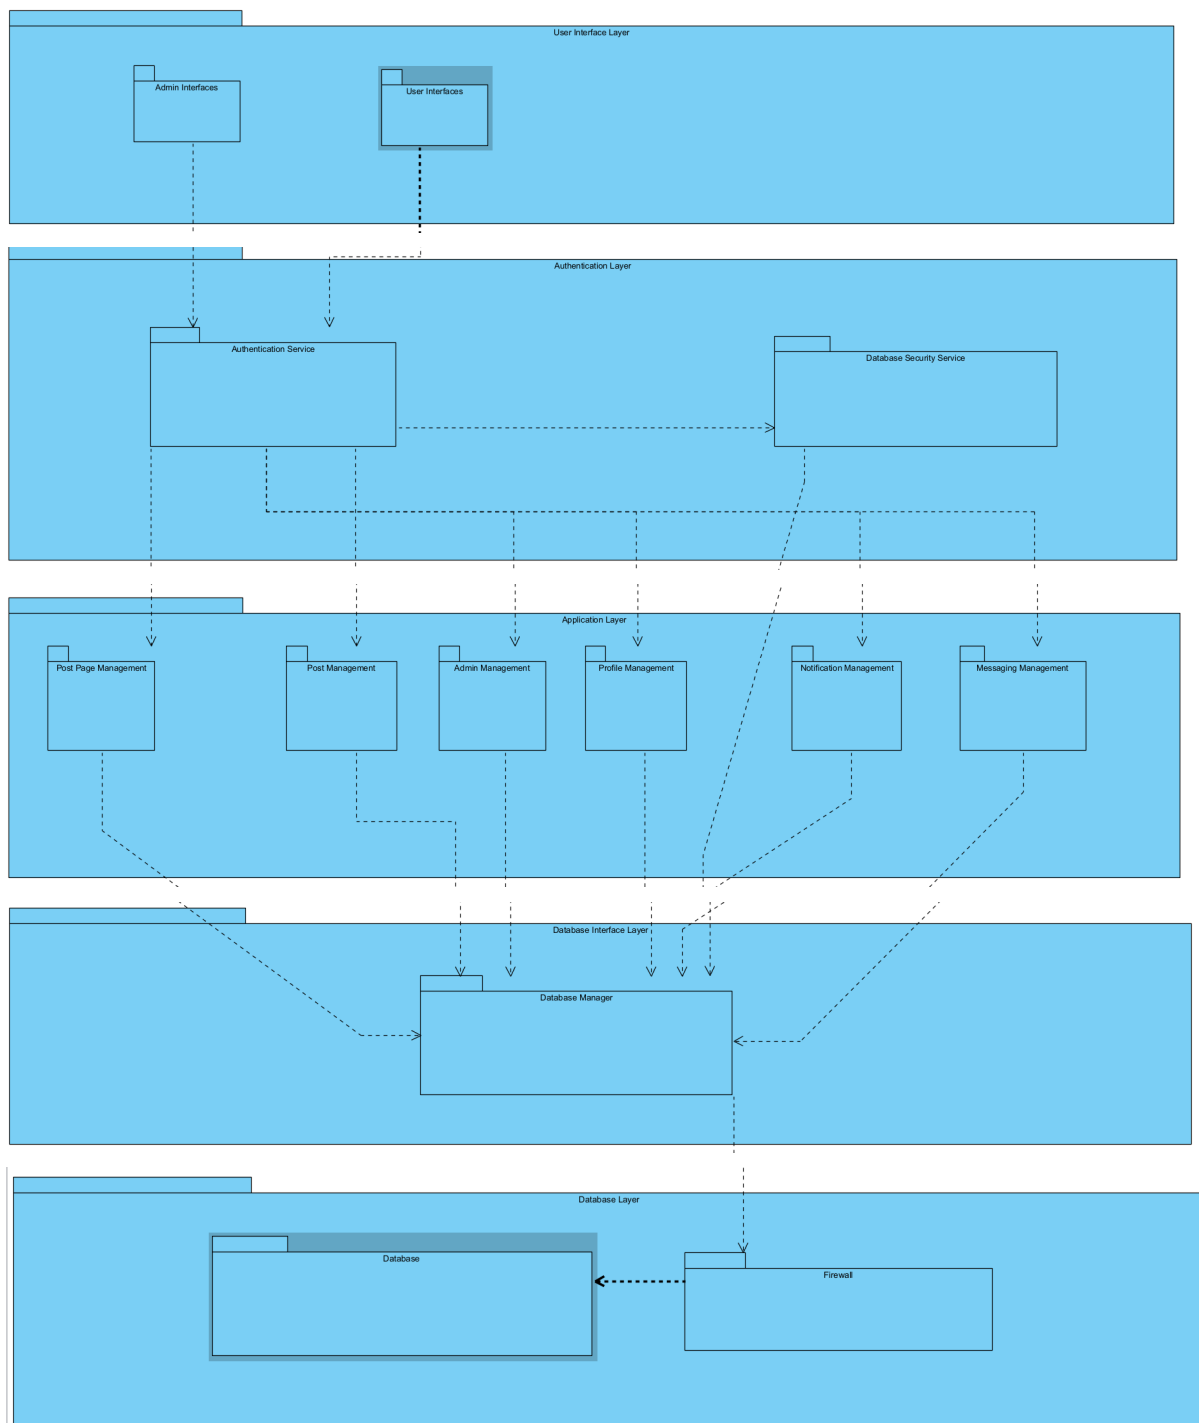 User Interface Layer
Admin Interfaces
User Interfaces
Authentication Layer
Authentication Service
Database Security Service
Application Layer
Post Page Management
Post Management
Admin Management
Profile Management
Notification Management
Messaging Management
Database Interface Layer
Database Manager
Database Layer
Database
Firewall